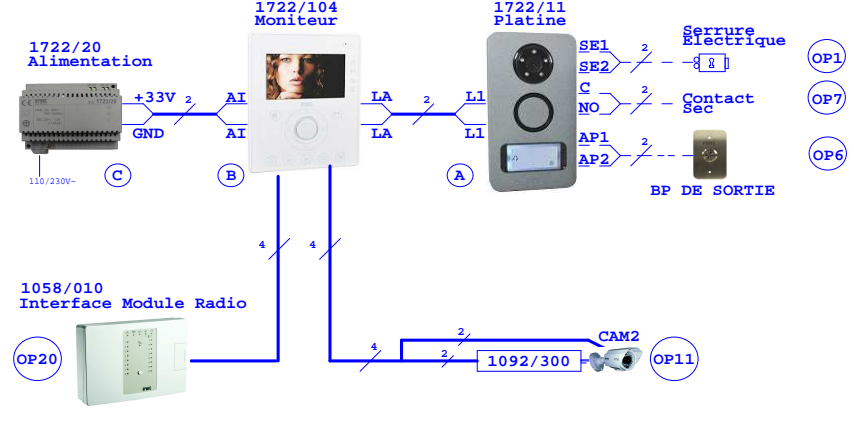 1722/104
Moniteur
1722/11
Platine
1722/20
Alimentation
+33V
2
GND
AI
AI
LA
LA
2
L1
L1
SE1
SE2
2
Serrure
Electrique
OP1
C
NO
2
Contact
Sec
OP7
AP1
AP2
2
OP6
BP DE SORTIE
110/230V~
C
B
A
4
4
1058/010
Interface Module Radio
OP20
4
2
2
1092/300
CAM2
OP11